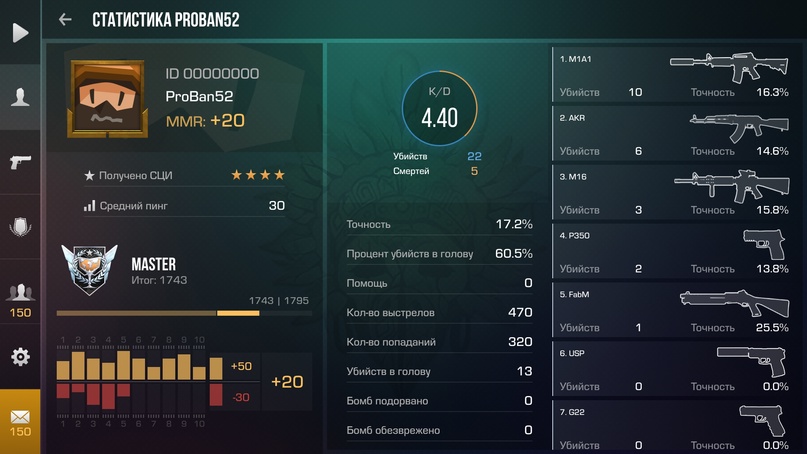 СТАТИСТИКА PROBAN52
ID 00000000
ProBan52
MMR: +20
Получено СЦИ
Средний пинг 30
MASTER
Итог: 1743
1743 | 1795
1 2 3 4 5 6 7 8 9 10
+50
-30
+20
1 2 3 4 5 6 7 8 9 10
150
150
K/D
4.40
Убийств 22
Смертей 5
Точность 17.2%
Процент убийств в голову 60.5%
Помощь 0
Кол-во выстрелов 470
Кол-во попаданий 320
Убийств в голову 13
Бомб подорвано 0
Бомб обезврежено 0
1. M1A1
Убийств 10 Точность 16.3%
2. AKR
Убийств 6 Точность 14.6%
3. M16
Убийств 3 Точность 15.8%
4. P350
Убийств 2 Точность 13.8%
5. FabM
Убийств 1 Точность 25.5%
6. USP
Убийств 0 Точность 0.0%
7. G22
Убийств 0 Точность 0.0%